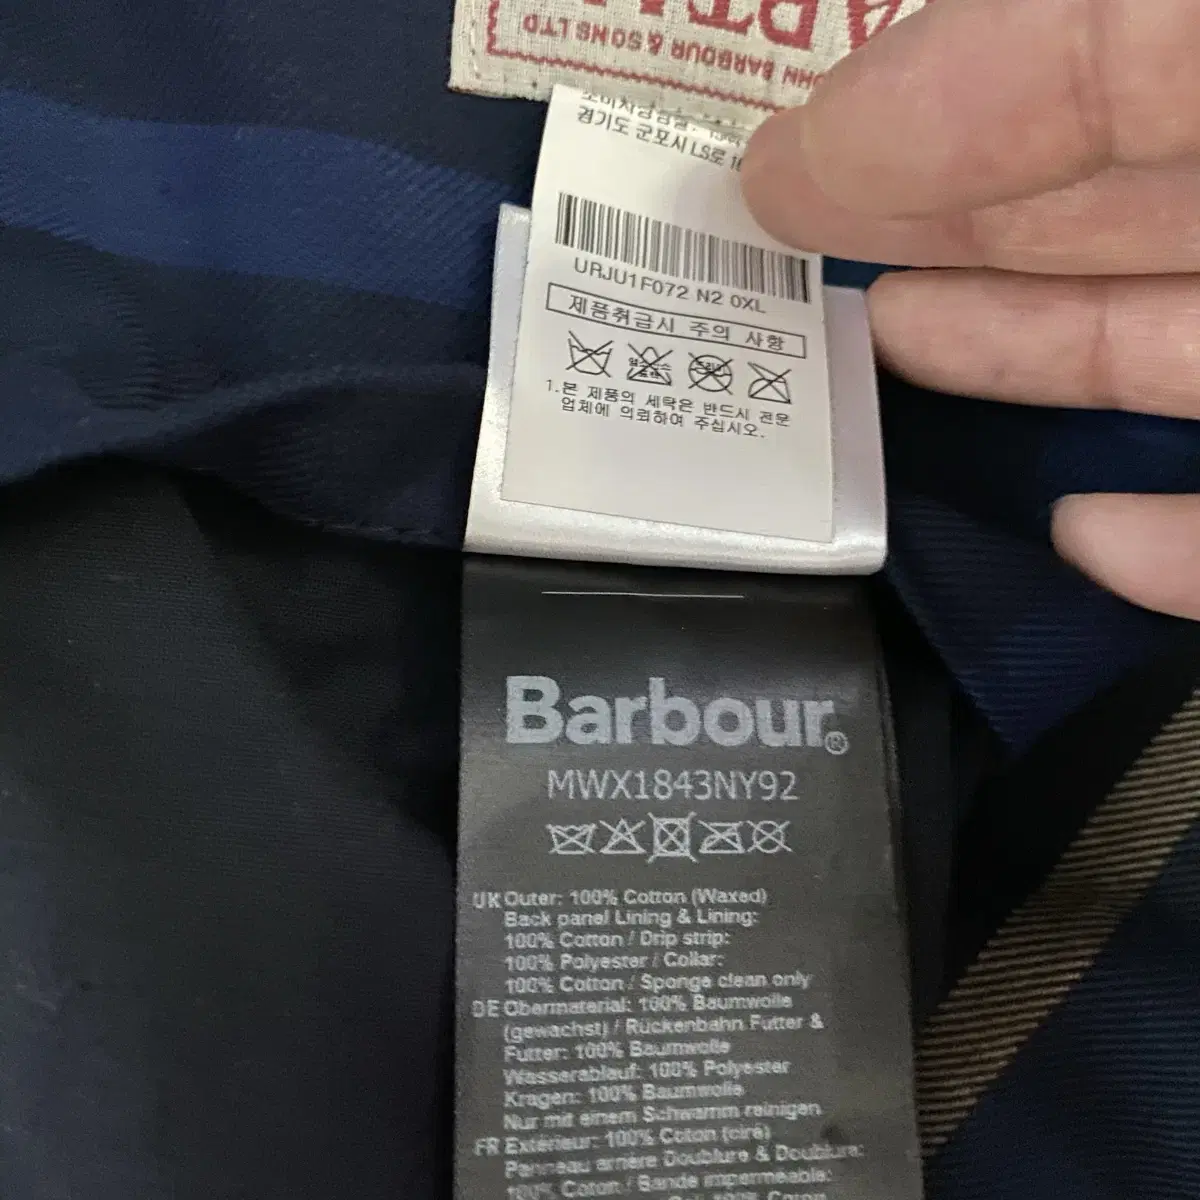 BARBOUR & SONS LTD
경기도 군포시 LS로
URJU1F072 N2 0XL
제품취급시 주의 사항
1.본 제품의 세탁은 반드시 전문
업체에 의뢰하여 주십시오.
Barbour®
MWX1843NY92
UK Outer: 100% Cotton (Waxed)
Back panel Lining & Lining:
100% Cotton / Drip strip:
100% Polyester / Collar:
100% Cotton / Sponge clean only
DE Obermaterial: 100% Baumwolle
(gewachst) / Rückenbahn Futter &
Futter: 100% Baumwolle
Wasserablauf: 100% Polyester
Kragen: 100% Baumwolle
Nur mit einem Schwamm reinigen
FR Extérieur: 100% Coton (ciré)
Panneau arrière Doublure & Doublure:
100% Coton / Bande imperméable: